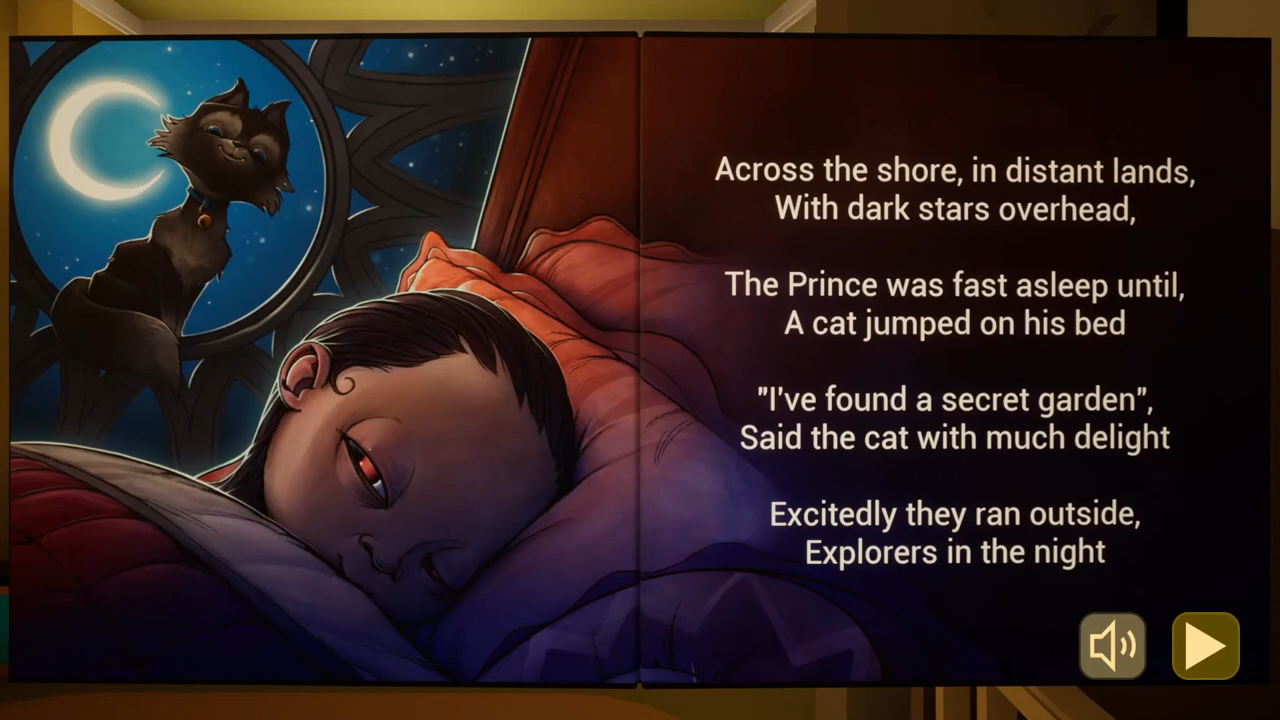 Across the shore, in distant lands,
With dark stars overhead,
The Prince was fast asleep until,
A cat jumped on his bed
"I've found a secret garden",
Said the cat with much delight
Excitedly they ran outside,
Explorers in the night